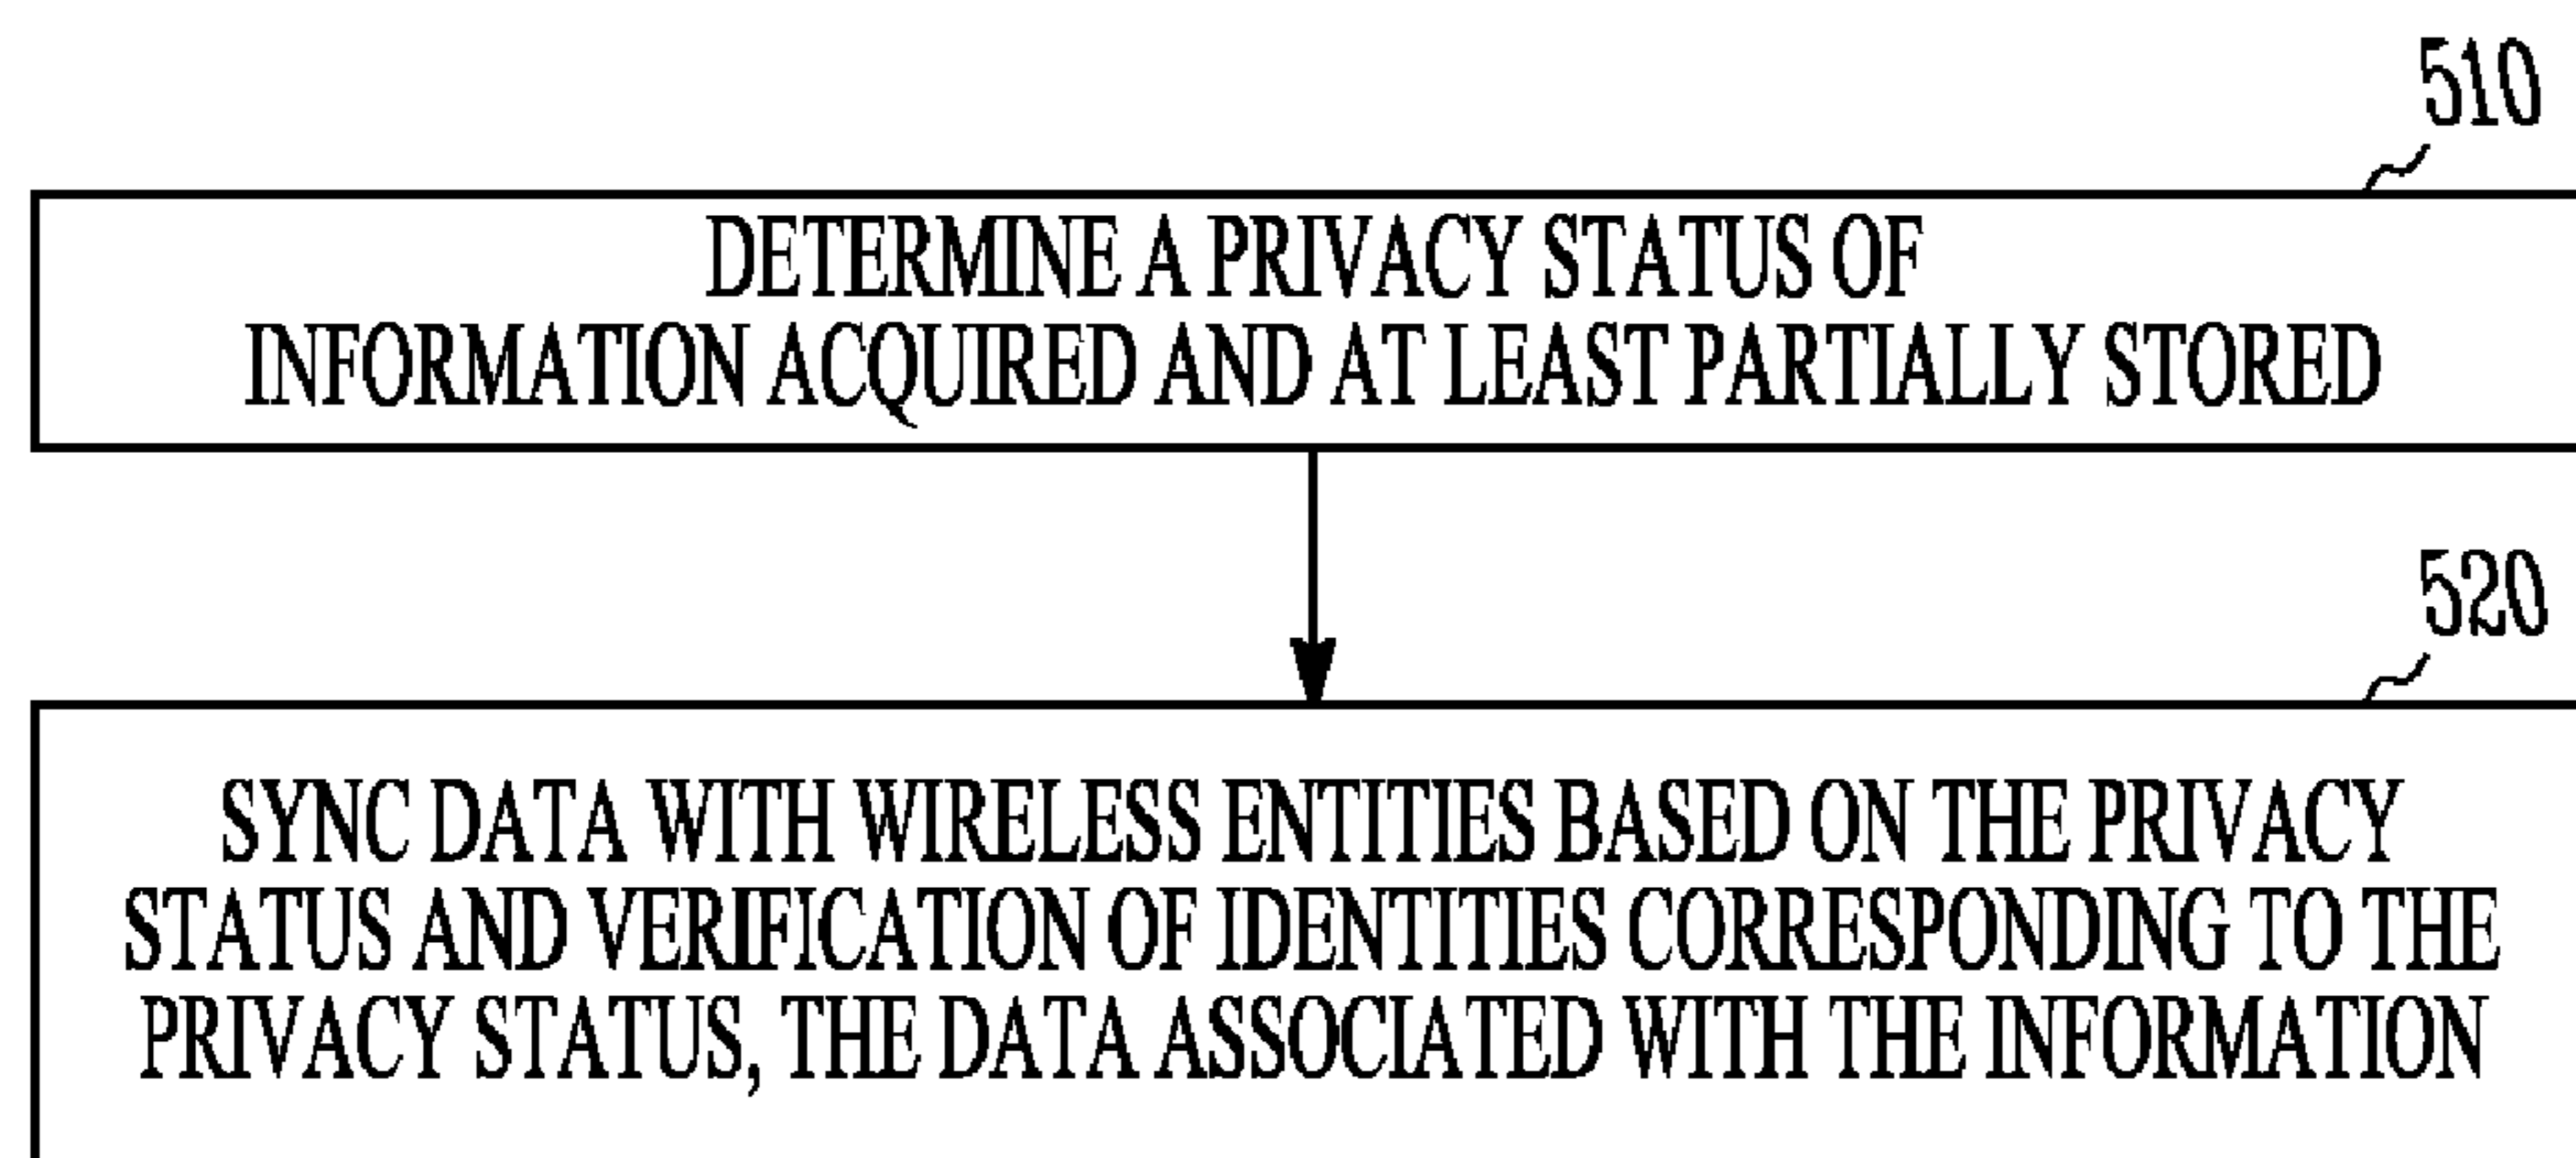 510
DETERMINE A PRIVACY STATUS OF
INFORMATION ACQUIRED AND AT LEAST PARTIALLY STORED
520
SYNC DATA WITH WIRELESS ENTITIES BASED ON THE PRIVACY
STATUS AND VERIFICATION OF IDENTITIES CORRESPONDING TO THE
PRIVACY STATUS, THE DATA ASSOCIATED WITH THE INFORMATION